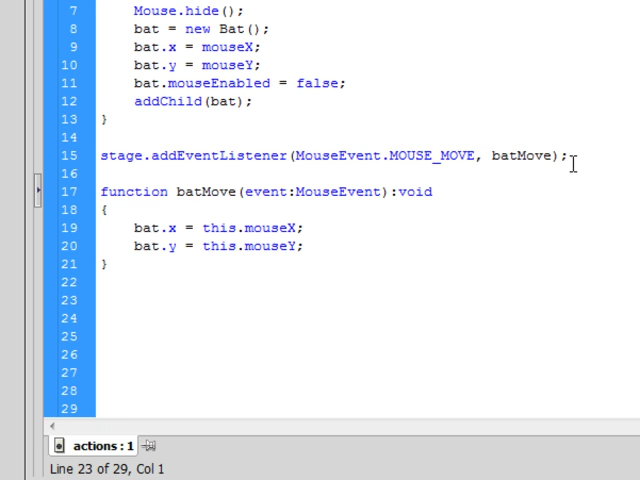 7 Mouse.hide();
8 bat = new Bat();
9 bat.x = mouseX;
10 bat.y = mouseY;
11 bat.mouseEnabled = false;
12 addChild(bat);
13 }
14
15 stage.addEventListener(MouseEvent.MOUSE_MOVE, batMove);
16
17 function batMove(event:MouseEvent):void
18 {
19 bat.x = this.mouseX;
20 bat.y = this.mouseY;
21 }
22
23
24
25
26
27
28
29
actions:1
Line 23 of 29, Col 1